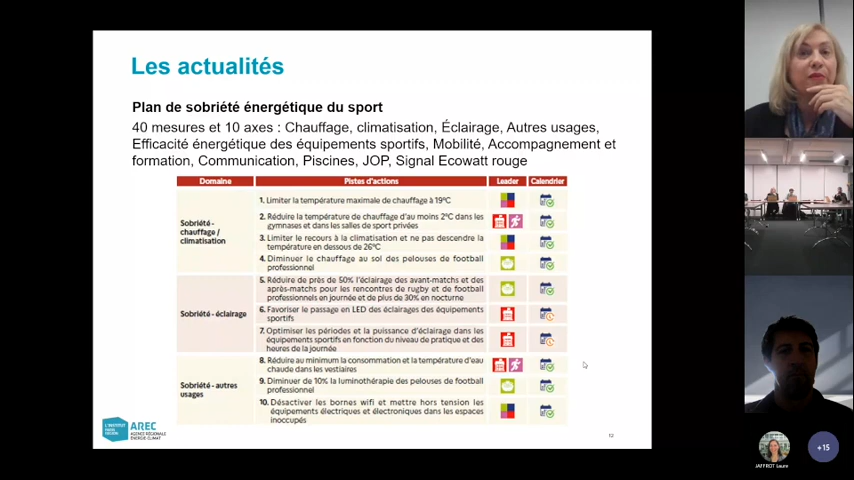 Les actualités
Plan de sobriété énergétique du sport
40 mesures et 10 axes : Chauffage, climatisation, Éclairage, Autres usages,
Efficacité énergétique des équipements sportifs, Mobilité, Accompagnement et
formation, Communication, Piscines, JOP, Signal Ecowatt rouge
Domaine Pistes d'actions Leader Calendrier
Sobriété -
chauffage /
climatisation
1. Limiter la température maximale de chauffage à 19°C
2. Réduire la température de chauffage d'au moins 2°C dans les
gymnases et dans les salles de sport privées
3. Limiter le recours à la climatisation et ne pas descendre la
température en dessous de 26°C
4. Diminuer le chauffage au sol des pelouses de football
professionnel
Sobriété - éclairage
5. Réduire de près de 50% l'éclairage des avant-matchs et des
après-matchs pour les rencontres de rugby et de football
professionnels en journée et de plus de 30% en nocturne
6. Favoriser le passage en LED des éclairages des équipements
sportifs
7. Optimiser les périodes et la puissance d'éclairage dans les
équipements sportifs en fonction du niveau de pratique et des
heures de la journée
Sobriété - autres
usages
8. Réduire au minimum la consommation et la température d'eau
chaude dans les vestiaires
9. Diminuer de 10% la luminothérapie des pelouses de football
professionnel
10. Désactiver les bornes wifi et mettre hors tension les
équipements électriques et électroniques dans les espaces
inoccupés
L'INSTITUT
PARIS
REGION
AREC
AGENCE RÉGIONALE
ÉNERGIE-CLIMAT
12
JAFFROT Laure
+15